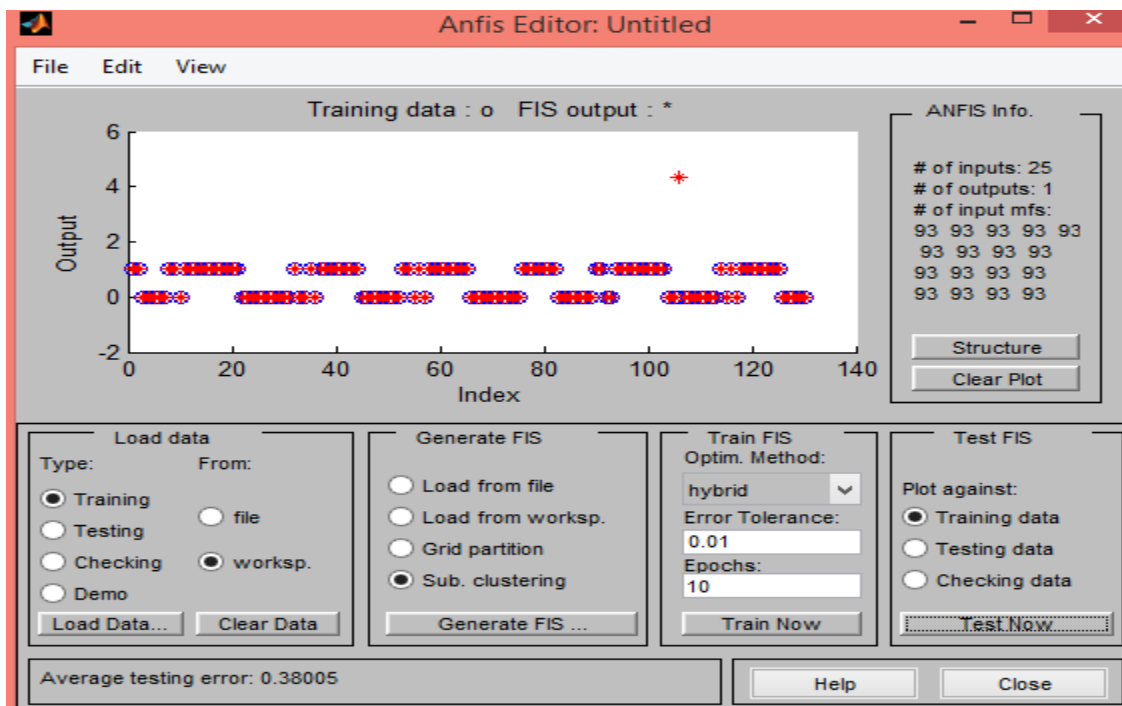 Anfis Editor: Untitled
File Edit View
Training data : o FIS output : *
6
4
2
0
-2
Output
0 20 40 60 80 100 120 140
Index
ANFIS Info.
# of inputs: 25
# of outputs: 1
# of input mfs:
93 93 93 93 93
93 93 93 93
93 93 93 93
93 93 93 93
Structure
Clear Plot
Load data
Type: From:
Training
Testing
Checking
Demo
file
worksp.
Load Data...
Clear Data
Generate FIS
Load from file
Load from worksp.
Grid partition
Sub. clustering
Generate FIS ...
Train FIS
Optim. Method:
hybrid
Error Tolerance:
0.01
Epochs:
10
Train Now
Test FIS
Plot against:
Training data
Testing data
Checking data
Test Now
Average testing error: 0.38005
Help
Close